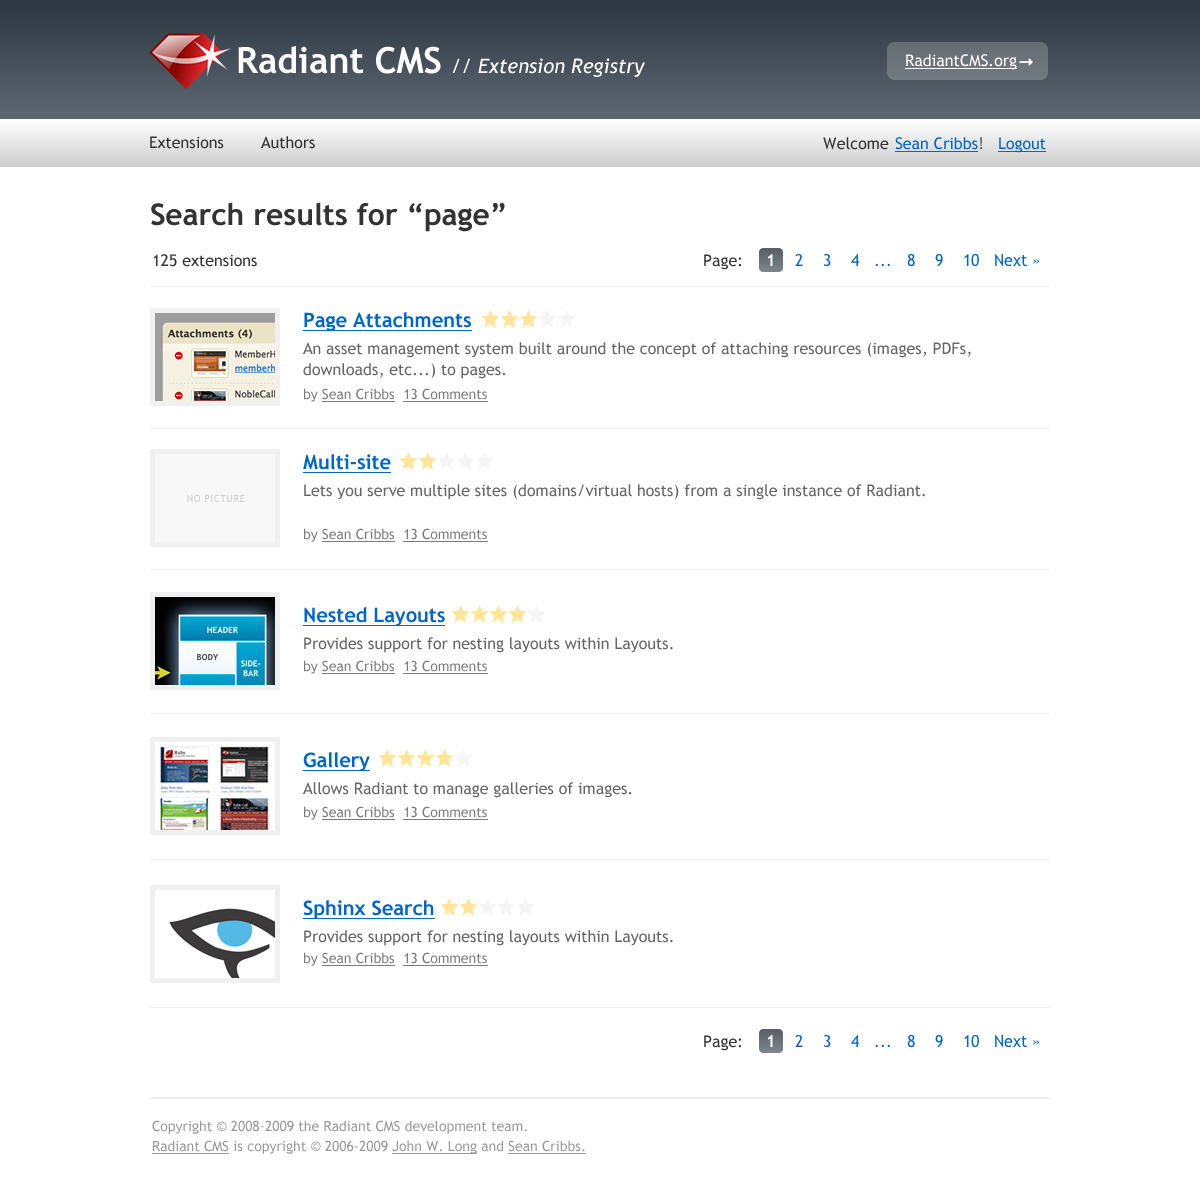 Radiant CMS // Extension Registry
RadiantCMS.org→
Extensions Authors
Welcome Sean Cribbs! Logout
Search results for “page”
125 extensions
Page: 1 2 3 4 ... 8 9 10 Next »
Attachments (4)
MemberH
memberh
NobleCall
Page Attachments
An asset management system built around the concept of attaching resources (images, PDFs,
downloads, etc...) to pages.
by Sean Cribbs 13 Comments
NO PICTURE
Multi-site
Lets you serve multiple sites (domains/virtual hosts) from a single instance of Radiant.
by Sean Cribbs 13 Comments
HEADER
BODY
SIDE-
BAR
Nested Layouts
Provides support for nesting layouts within Layouts.
by Sean Cribbs 13 Comments
Gallery
Allows Radiant to manage galleries of images.
by Sean Cribbs 13 Comments
Sphinx Search
Provides support for nesting layouts within Layouts.
by Sean Cribbs 13 Comments
Page: 1 2 3 4 ... 8 9 10 Next »
Copyright © 2008-2009 the Radiant CMS development team.
Radiant CMS is copyright © 2006-2009 John W. Long and Sean Cribbs.